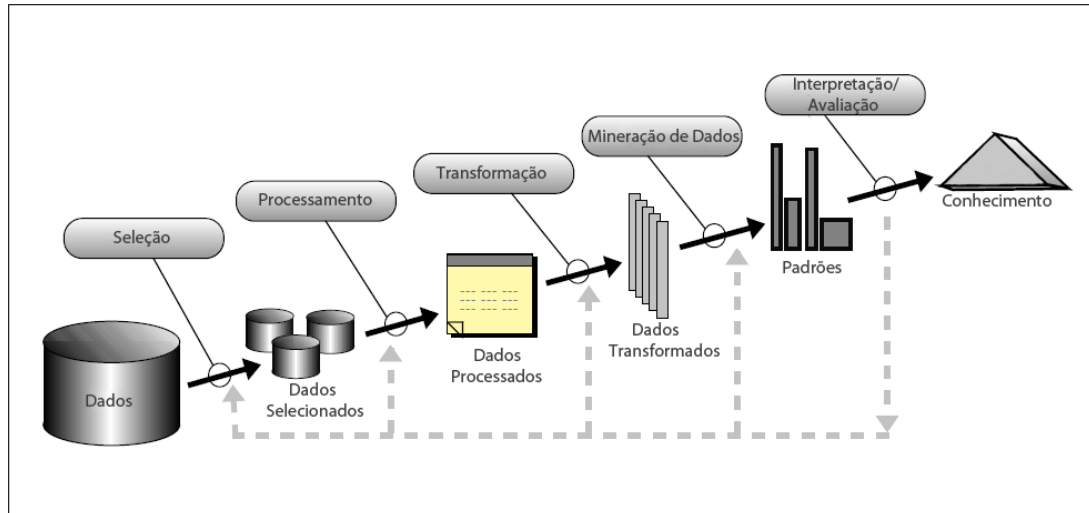 Interpretação/
Avaliação
Mineração de Dados
Transformação
Processamento
Seleção
Dados
Dados
Selecionados
Dados
Processados
Dados
Transformados
Padrões
Conhecimento